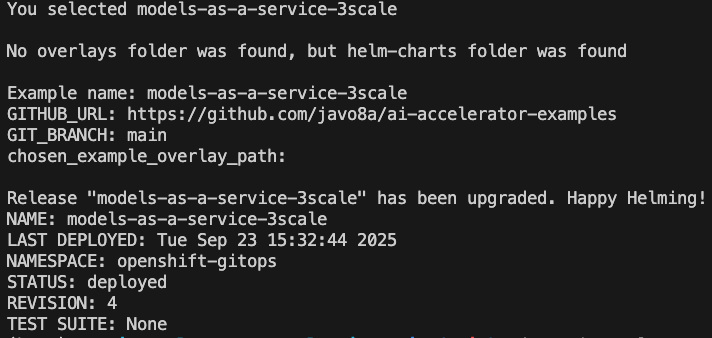 You selected models-as-a-service-3scale
No overlays folder was found, but helm-charts folder was found
Example name: models-as-a-service-3scale
GITHUB_URL: https://github.com/javo8a/ai-accelerator-examples
GIT_BRANCH: main
chosen_example_overlay_path:
Release "models-as-a-service-3scale" has been upgraded. Happy Helming!
NAME: models-as-a-service-3scale
LAST DEPLOYED: Tue Sep 23 15:32:44 2025
NAMESPACE: openshift-gitops
STATUS: deployed
REVISION: 4
TEST SUITE: None